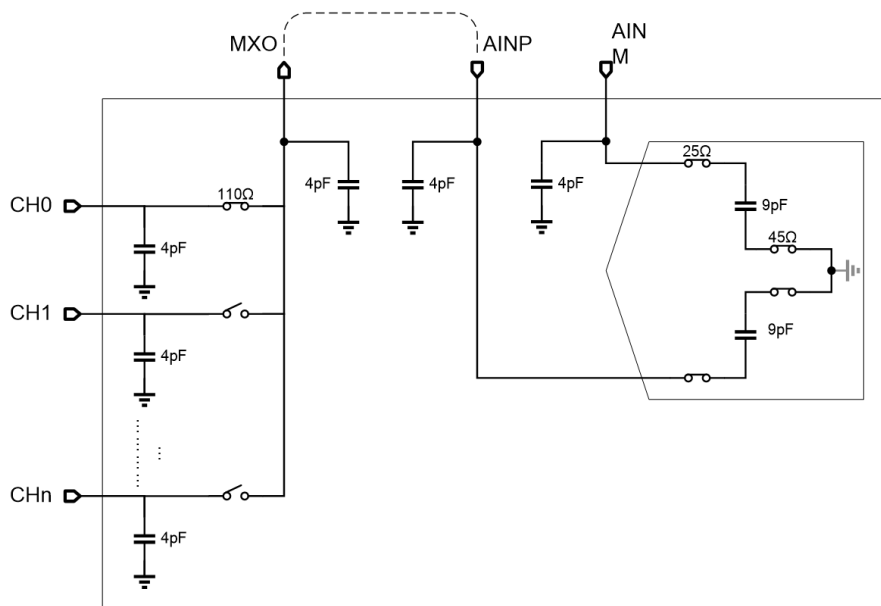 MXO
AINP
AIN
M
4pF
4pF
4pF
25Ω
110Ω
CH0
9pF
4pF
45Ω
CH1
9pF
4pF
CHn
4pF